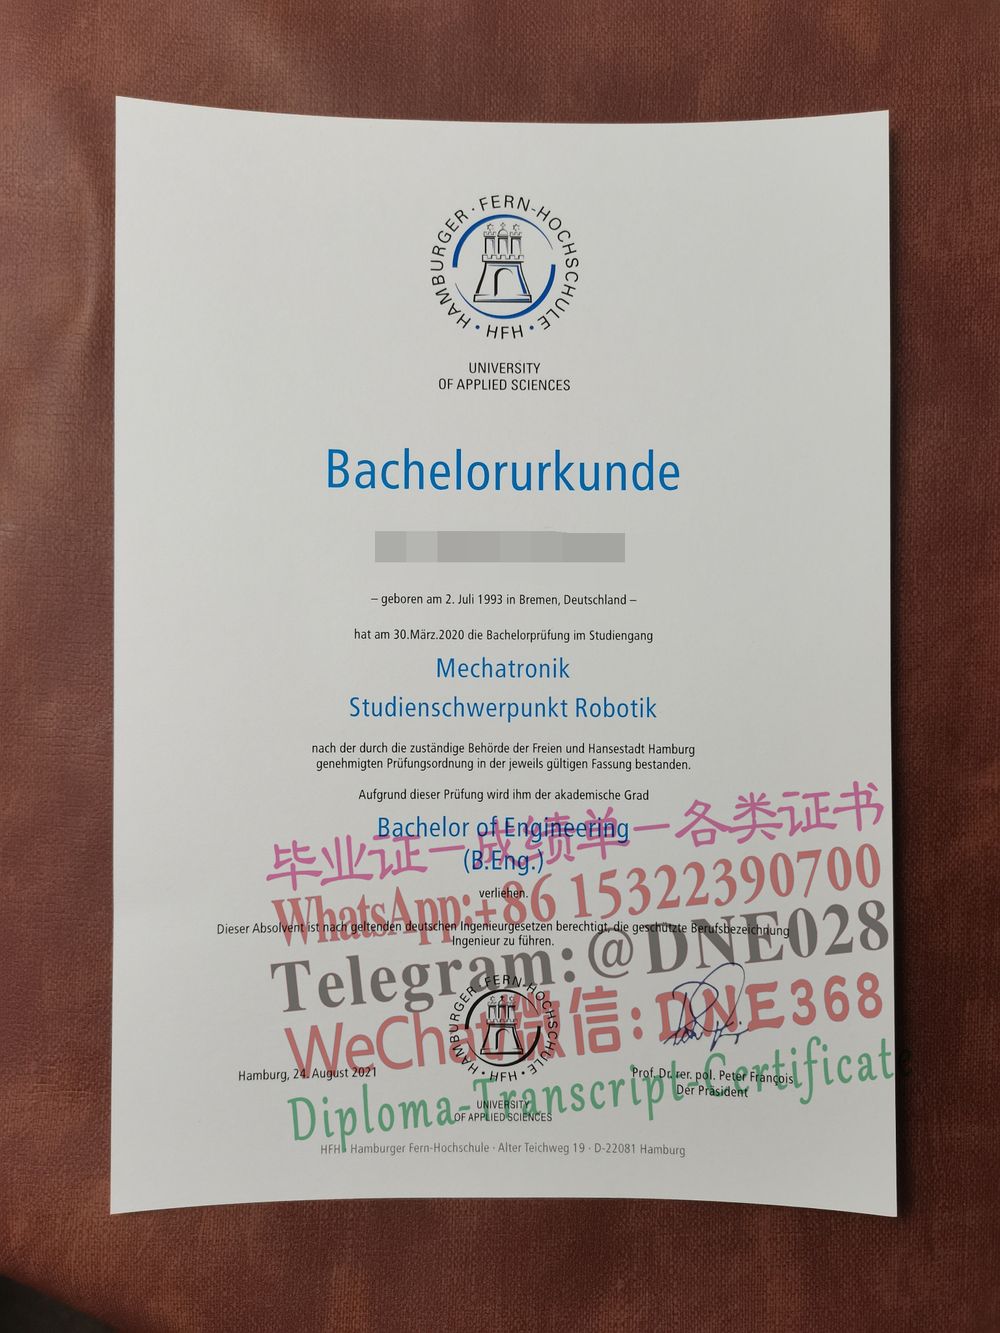 HAMBURGER · FERN-HOCHSCHULE · HFH ·
UNIVERSITY
OF APPLIED SCIENCES
Bachelorurkunde
– geboren am 2. Juli 1993 in Bremen, Deutschland –
hat am 30.März.2020 die Bachelorprüfung im Studiengang
Mechatronik
Studienschwerpunkt Robotik
nach der durch die zuständige Behörde der Freien und Hansestadt Hamburg
genehmigten Prüfungsordnung in der jeweils gültigen Fassung bestanden.
Aufgrund dieser Prüfung wird ihm der akademische Grad
Bachelor of Engineering
(B.Eng.)
verliehen.
毕业证—成绩单—各类证书
WhatsApp:+86 15322390700
Dieser Absolvent ist nach geltenden deutschen Ingenieurgesetzen berechtigt, die geschützte Berufsbezeichnung
Ingenieur zu führen.
Telegram:@DNE028
HAMBURGER · FERN-HOCHSCHULE · HFH ·
WeChat微信:DNE368
Hamburg, 24. August 2021
Prof. Dr. rer. pol. Peter François
Der Präsident
Diploma-Transcript-Certificate
UNIVERSITY
OF APPLIED SCIENCES
HFH · Hamburger Fern-Hochschule · Alter Teichweg 19 · D-22081 Hamburg